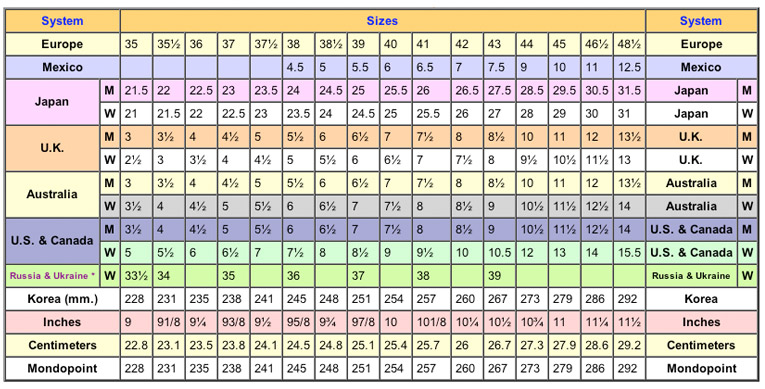 System Sizes System
Europe 35 35½ 36 37 37½ 38 38½ 39 40 41 42 43 44 45 46½ 48½ Europe
Mexico 4.5 5 5.5 6 6.5 7 7.5 9 10 11 12.5 Mexico
Japan M 21.5 22 22.5 23 23.5 24 24.5 25 25.5 26 26.5 27.5 28.5 29.5 30.5 31.5 Japan M
W 21 21.5 22 22.5 23 23.5 24 24.5 25 25.5 26 27 28 29 30 31 Japan W
U.K. M 3 3½ 4 4½ 5 5½ 6 6½ 7 7½ 8 8½ 10 11 12 13½ U.K. M
W 2½ 3 3½ 4 4½ 5 5½ 6 6½ 7 7½ 8 9½ 10½ 11½ 13 U.K. W
Australia M 3 3½ 4 4½ 5 5½ 6 6½ 7 7½ 8 8½ 10 11 12 13½ Australia M
W 3½ 4 4½ 5 5½ 6 6½ 7 7½ 8 8½ 9 10½ 11½ 12½ 14 Australia W
U.S. & Canada M 3½ 4 4½ 5 5½ 6 6½ 7 7½ 8 8½ 9 10½ 11½ 12½ 14 U.S. & Canada M
W 5 5½ 6 6½ 7 7½ 8 8½ 9 9½ 10 10.5 12 13 14 15.5 U.S. & Canada W
Russia & Ukraine * W 33½ 34 35 36 37 38 39 Russia & Ukraine W
Korea (mm.) 228 231 235 238 241 245 248 251 254 257 260 267 273 279 286 292 Korea
Inches 9 91/8 9¼ 93/8 9½ 95/8 9¾ 97/8 10 101/8 10¼ 10½ 10¾ 11 11¼ 11½ Inches
Centimeters 22.8 23.1 23.5 23.8 24.1 24.5 24.8 25.1 25.4 25.7 26 26.7 27.3 27.9 28.6 29.2 Centimeters
Mondopoint 228 231 235 238 241 245 248 251 254 257 260 267 273 279 286 292 Mondopoint